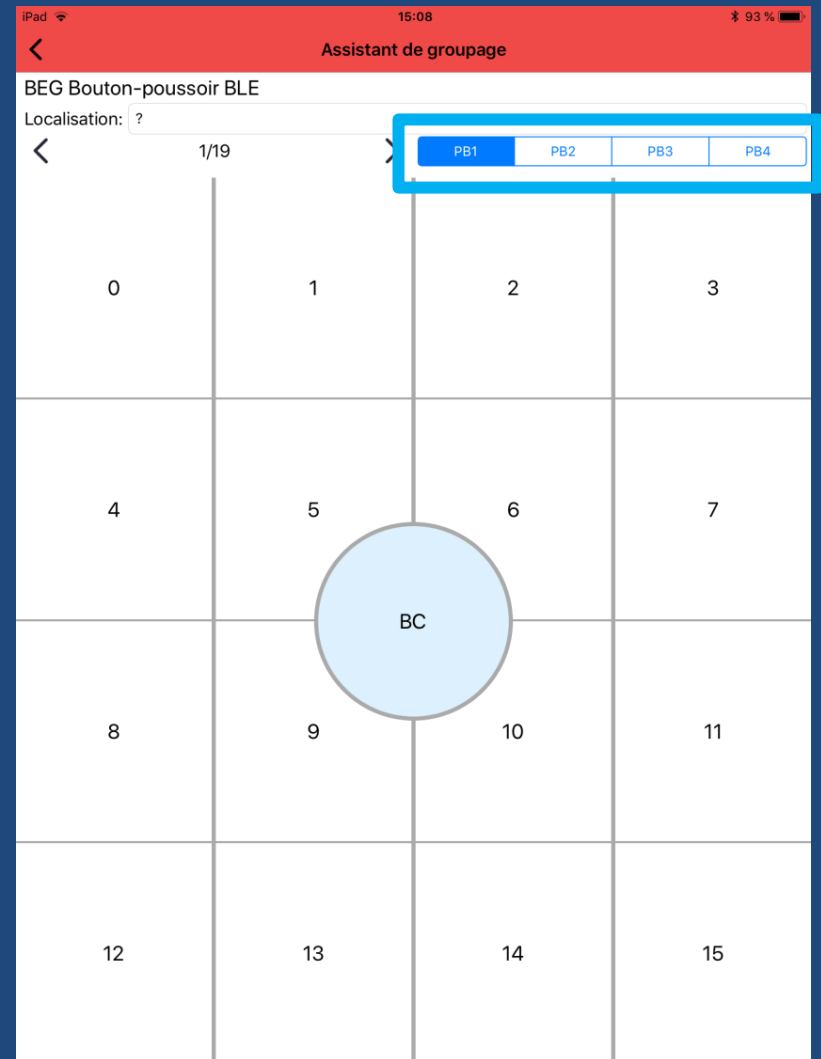 iPad 15:08 93 %
Assistant de groupage
BEG Bouton-poussoir BLE
Localisation: ?
1/19 PB1 PB2 PB3 PB4
0 1 2 3
4 5 6 7
BC
8 9 10 11
12 13 14 15